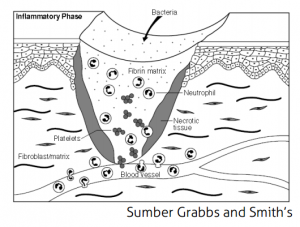 Inflammatory Phase
Bacteria
Fibrin matrix
Neutrophil
Necrotic
tissue
Platelets
Fibroblast/matrix
Blood vessel
Sumber Grabbs and Smith's